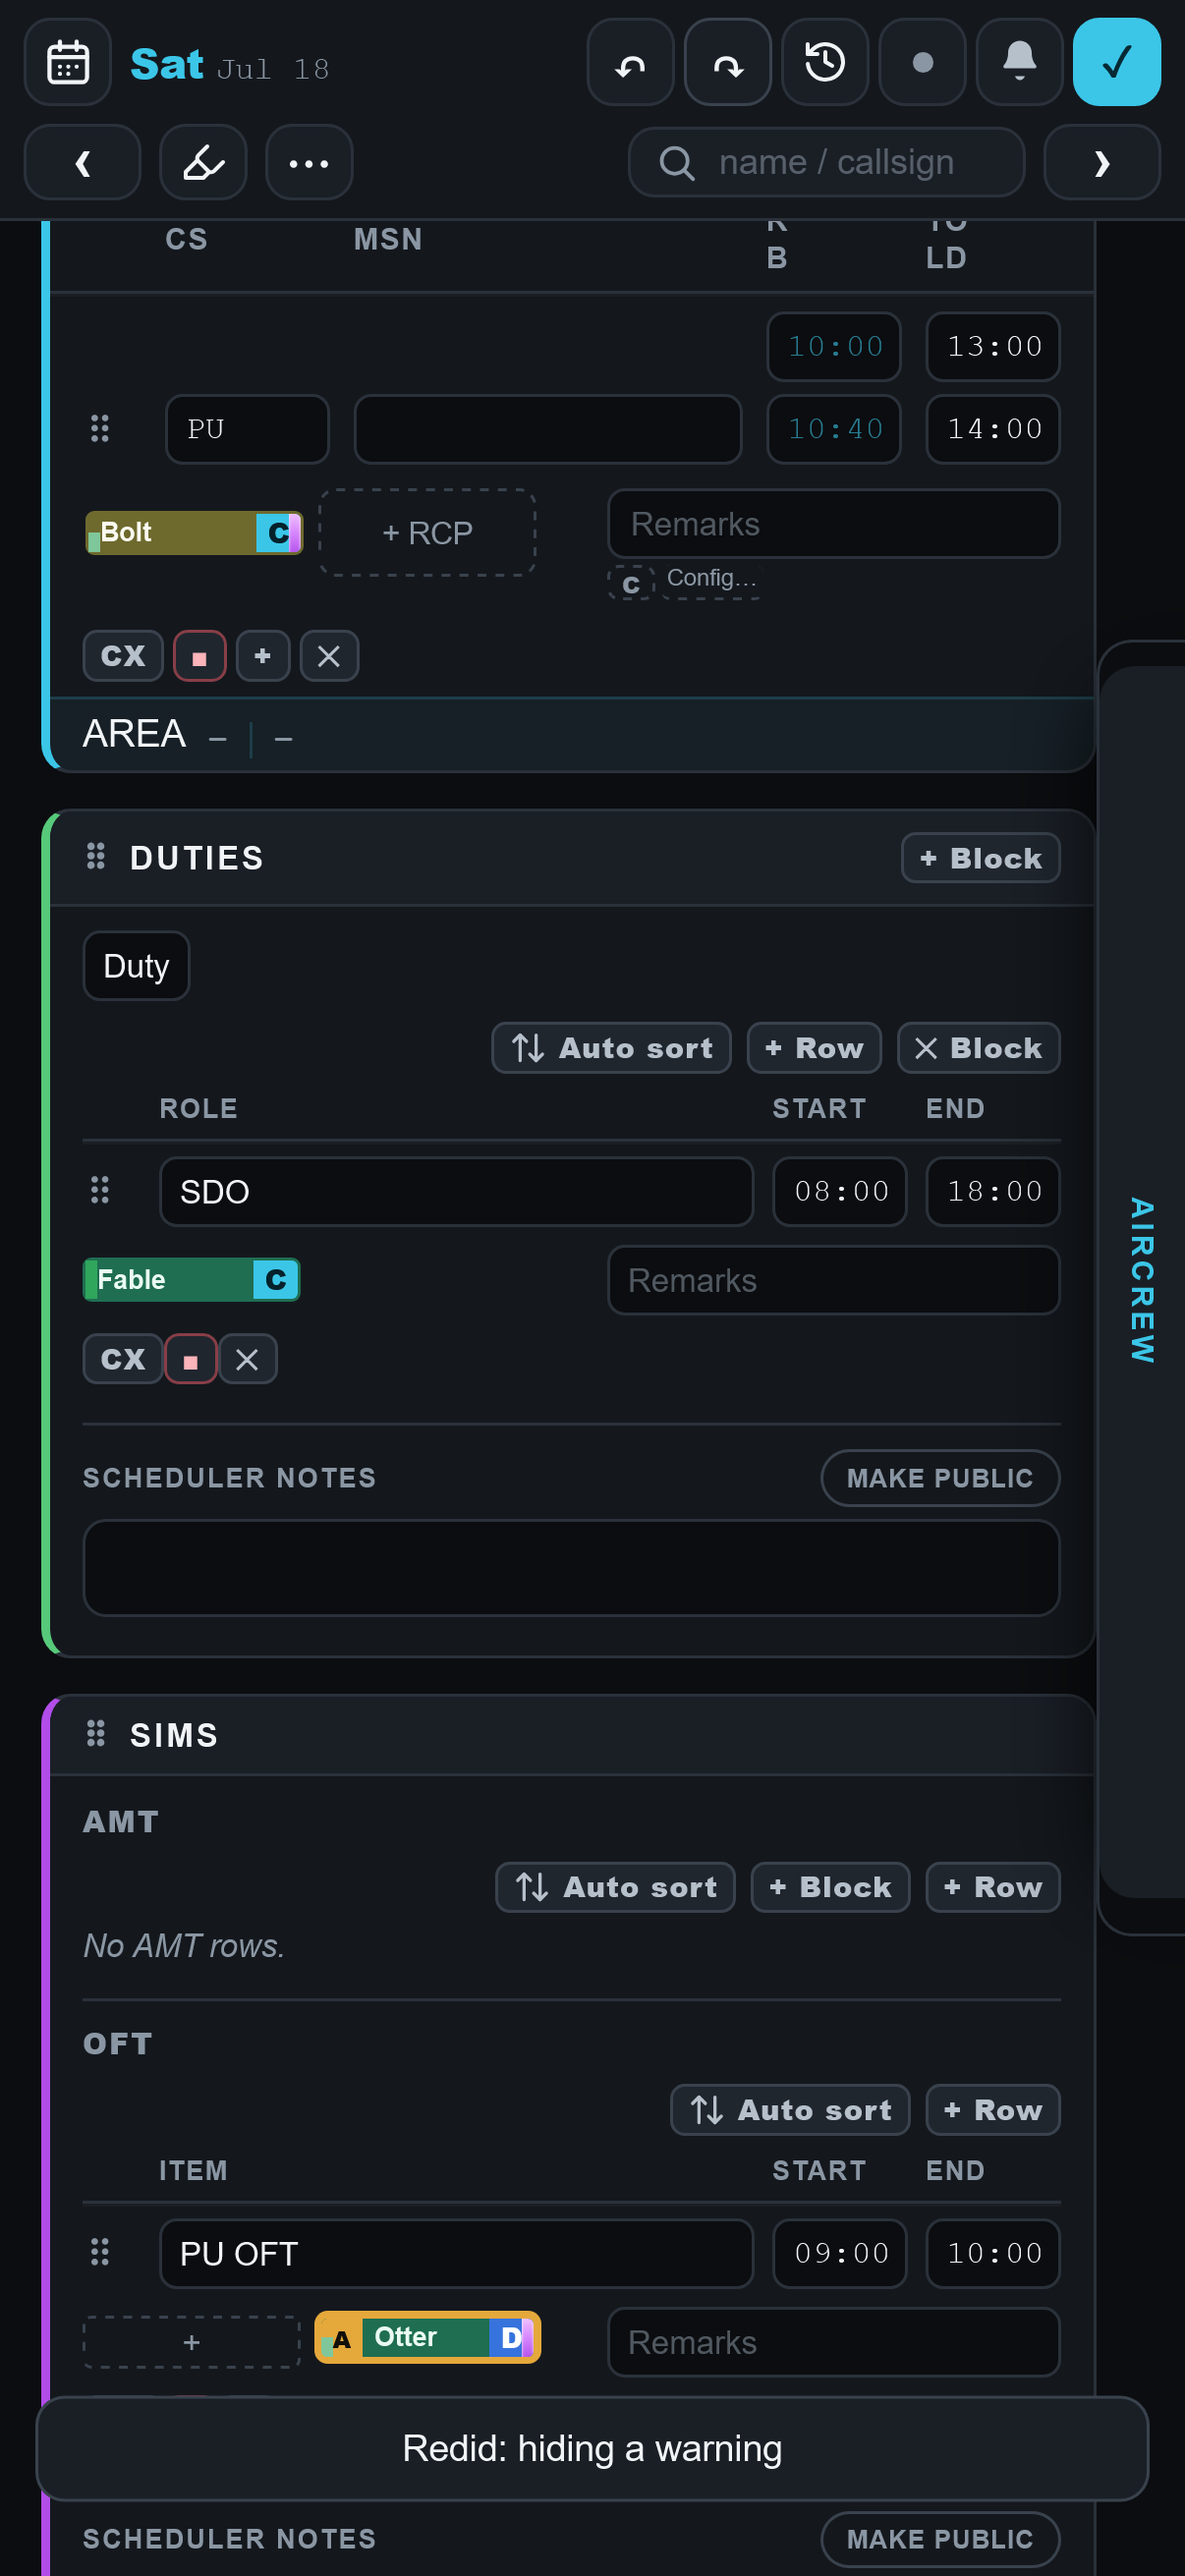 Sat Jul 18
name / callsign
CS MSN R B TO LD
10:00 13:00
PU 10:40 14:00
Bolt C + RCP Remarks
C Config...
CX + ×
AREA – | –
DUTIES + Block
Duty
Auto sort + Row × Block
ROLE START END
SDO 08:00 18:00
Fable C Remarks
CX ×
SCHEDULER NOTES MAKE PUBLIC
SIMS
AMT
Auto sort + Block + Row
No AMT rows.
OFT
Auto sort + Row
ITEM START END
PU OFT 09:00 10:00
+ A Otter D Remarks
Redid: hiding a warning
SCHEDULER NOTES MAKE PUBLIC
AIRCREW